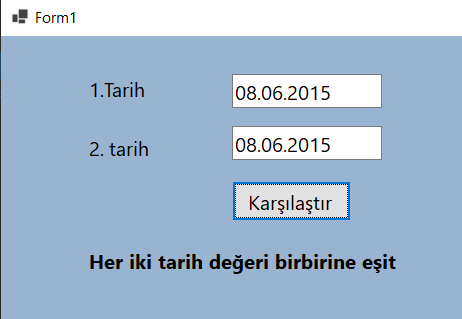 Form1
1.Tarih 08.06.2015
2. tarih 08.06.2015
Karşılaştır
Her iki tarih değeri birbirine eşit